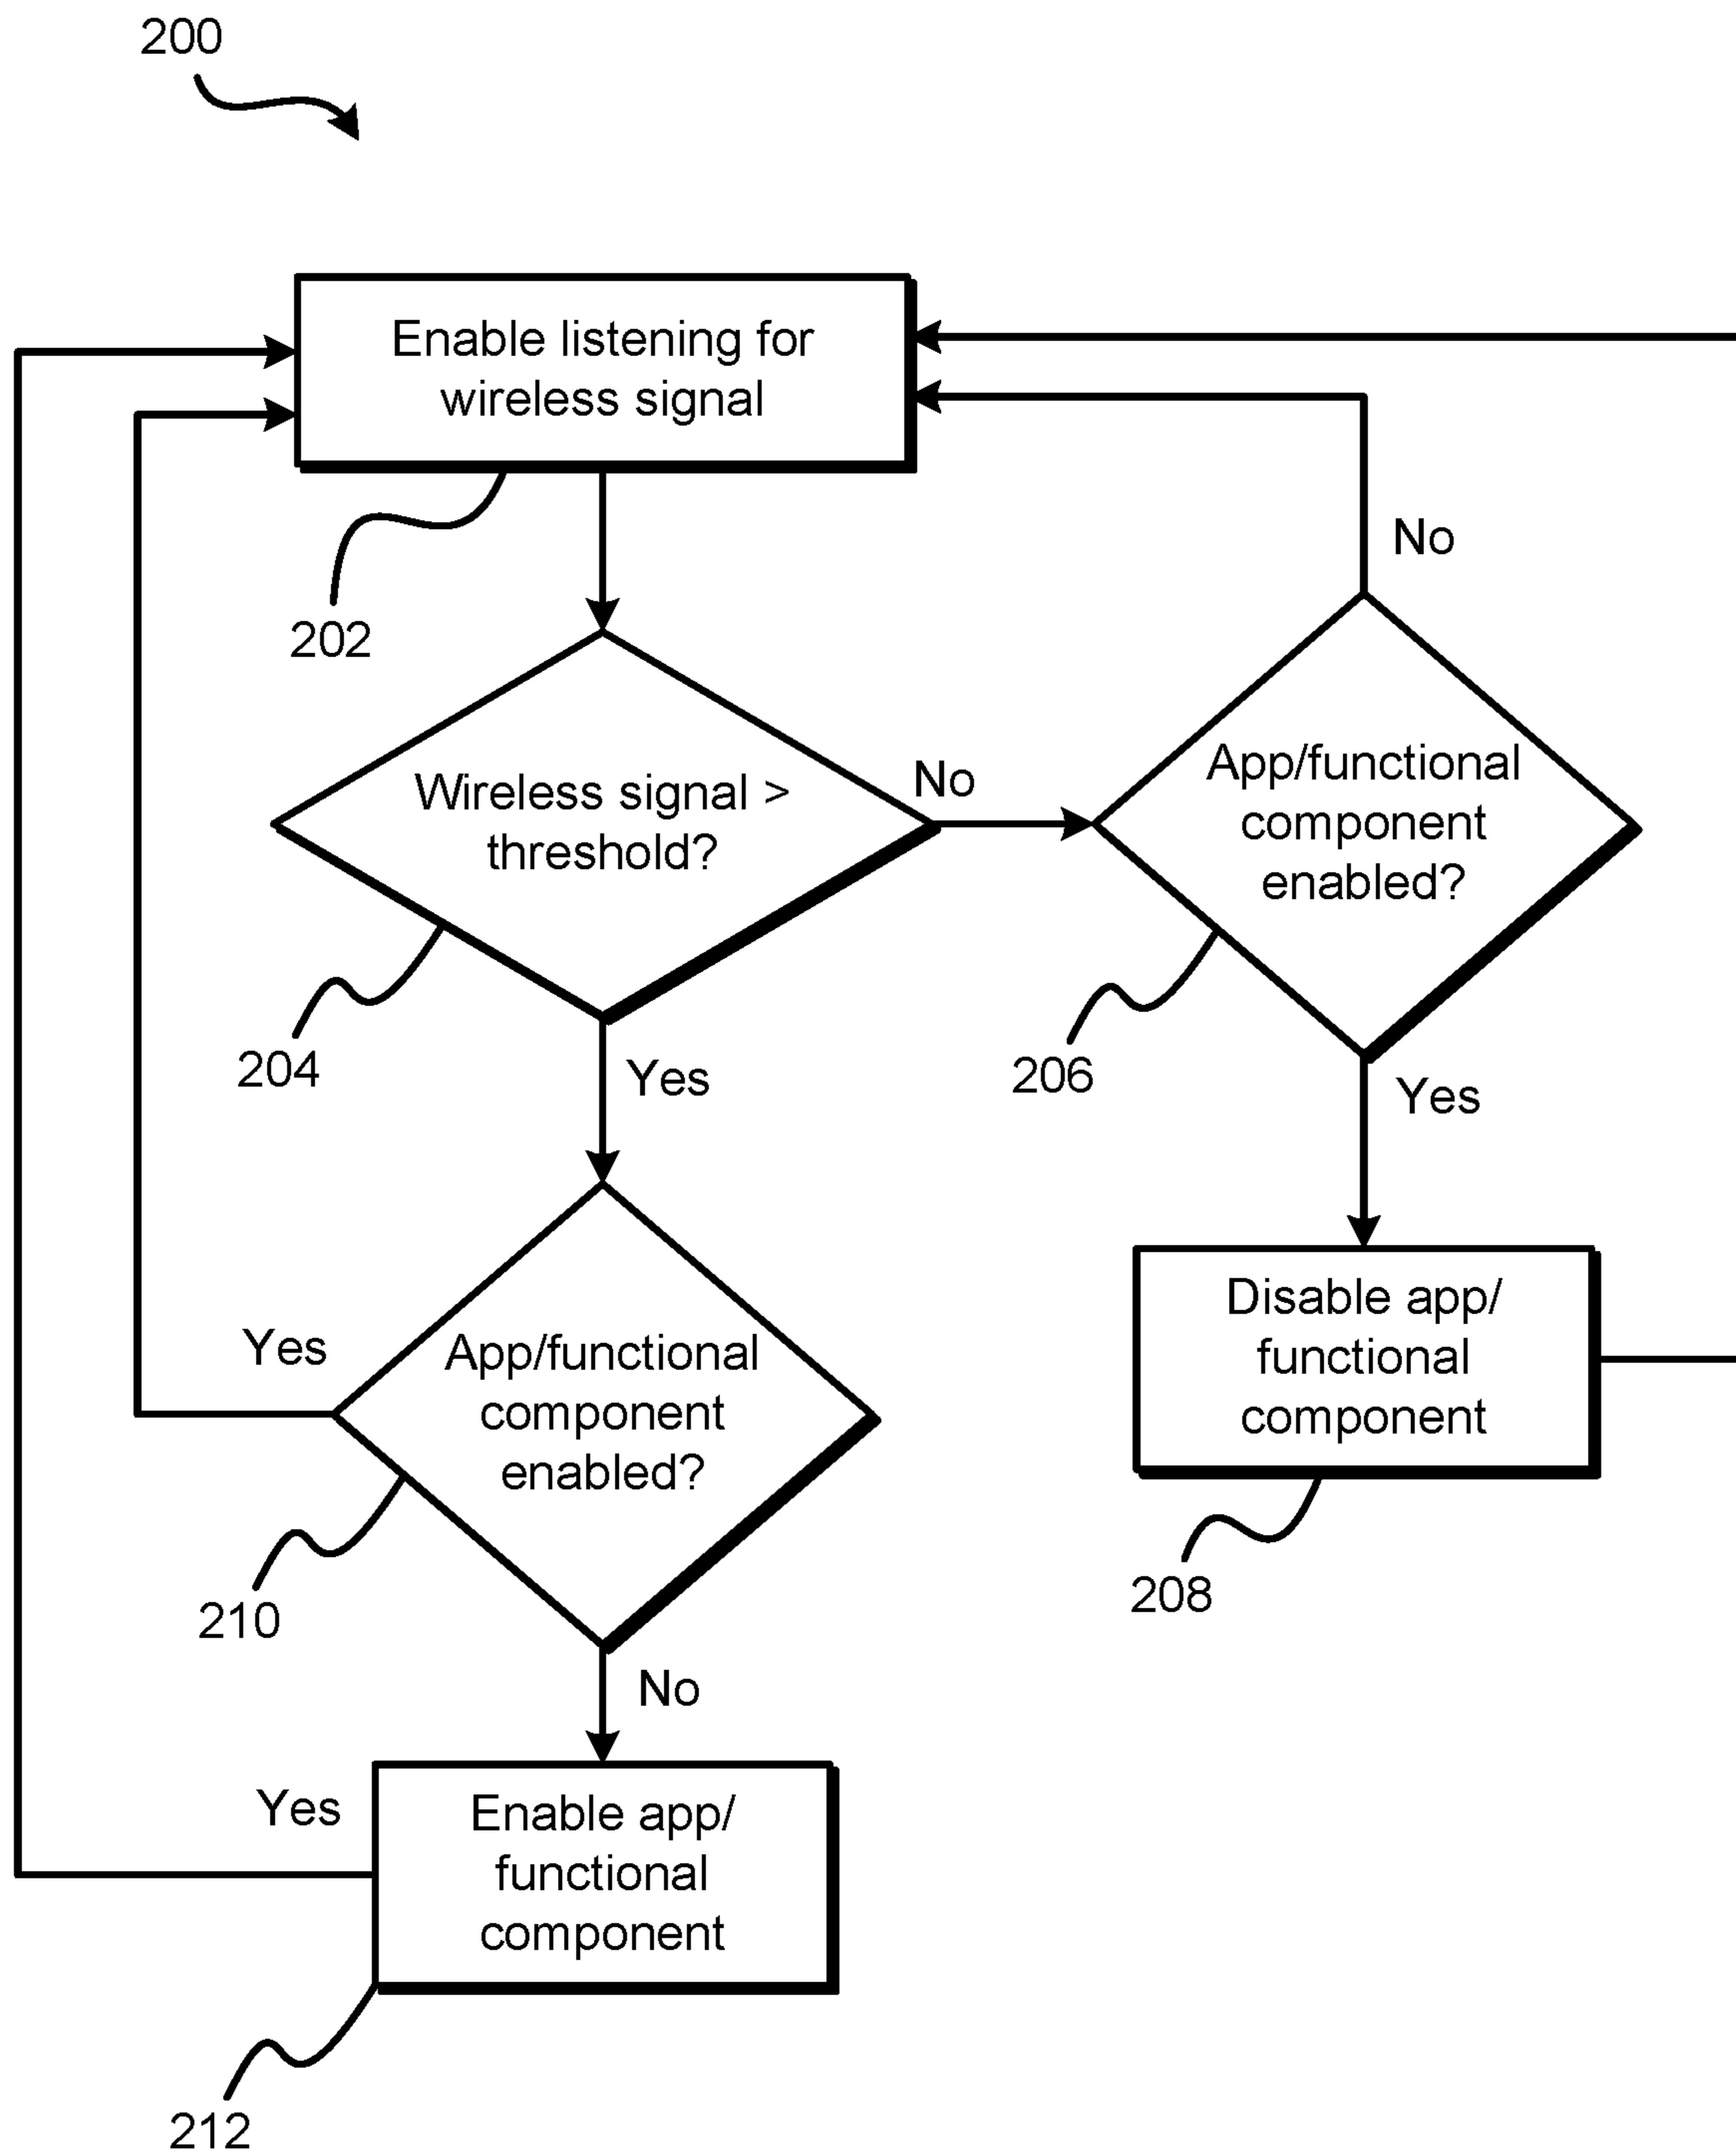 200
Enable listening for
wireless signal
202
No
Wireless signal >
threshold?
No
App/functional
component
enabled?
204
Yes
206
Yes
Disable app/
functional
component
208
Yes
App/functional
component
enabled?
210
No
Yes
Enable app/
functional
component
212